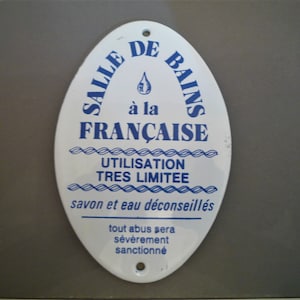 SALLE DE BAINS
à la
FRANÇAISE
UTILISATION
TRES LIMITEE
savon et eau déconseillés
tout abus sera
sévèrement
sanctionné